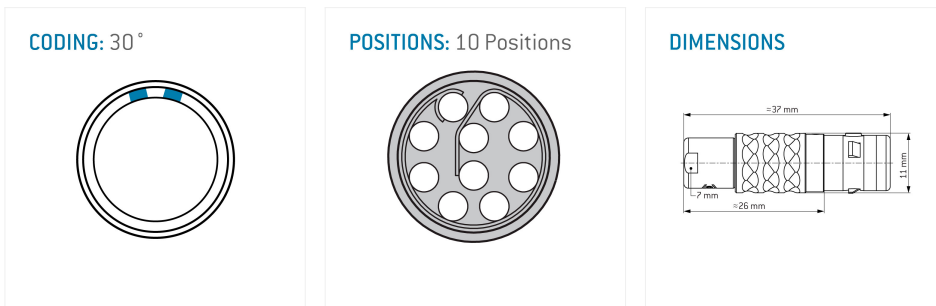 CODING: 30°
POSITIONS: 10 Positions
DIMENSIONS
≈37 mm
11 mm
7 mm
≈26 mm